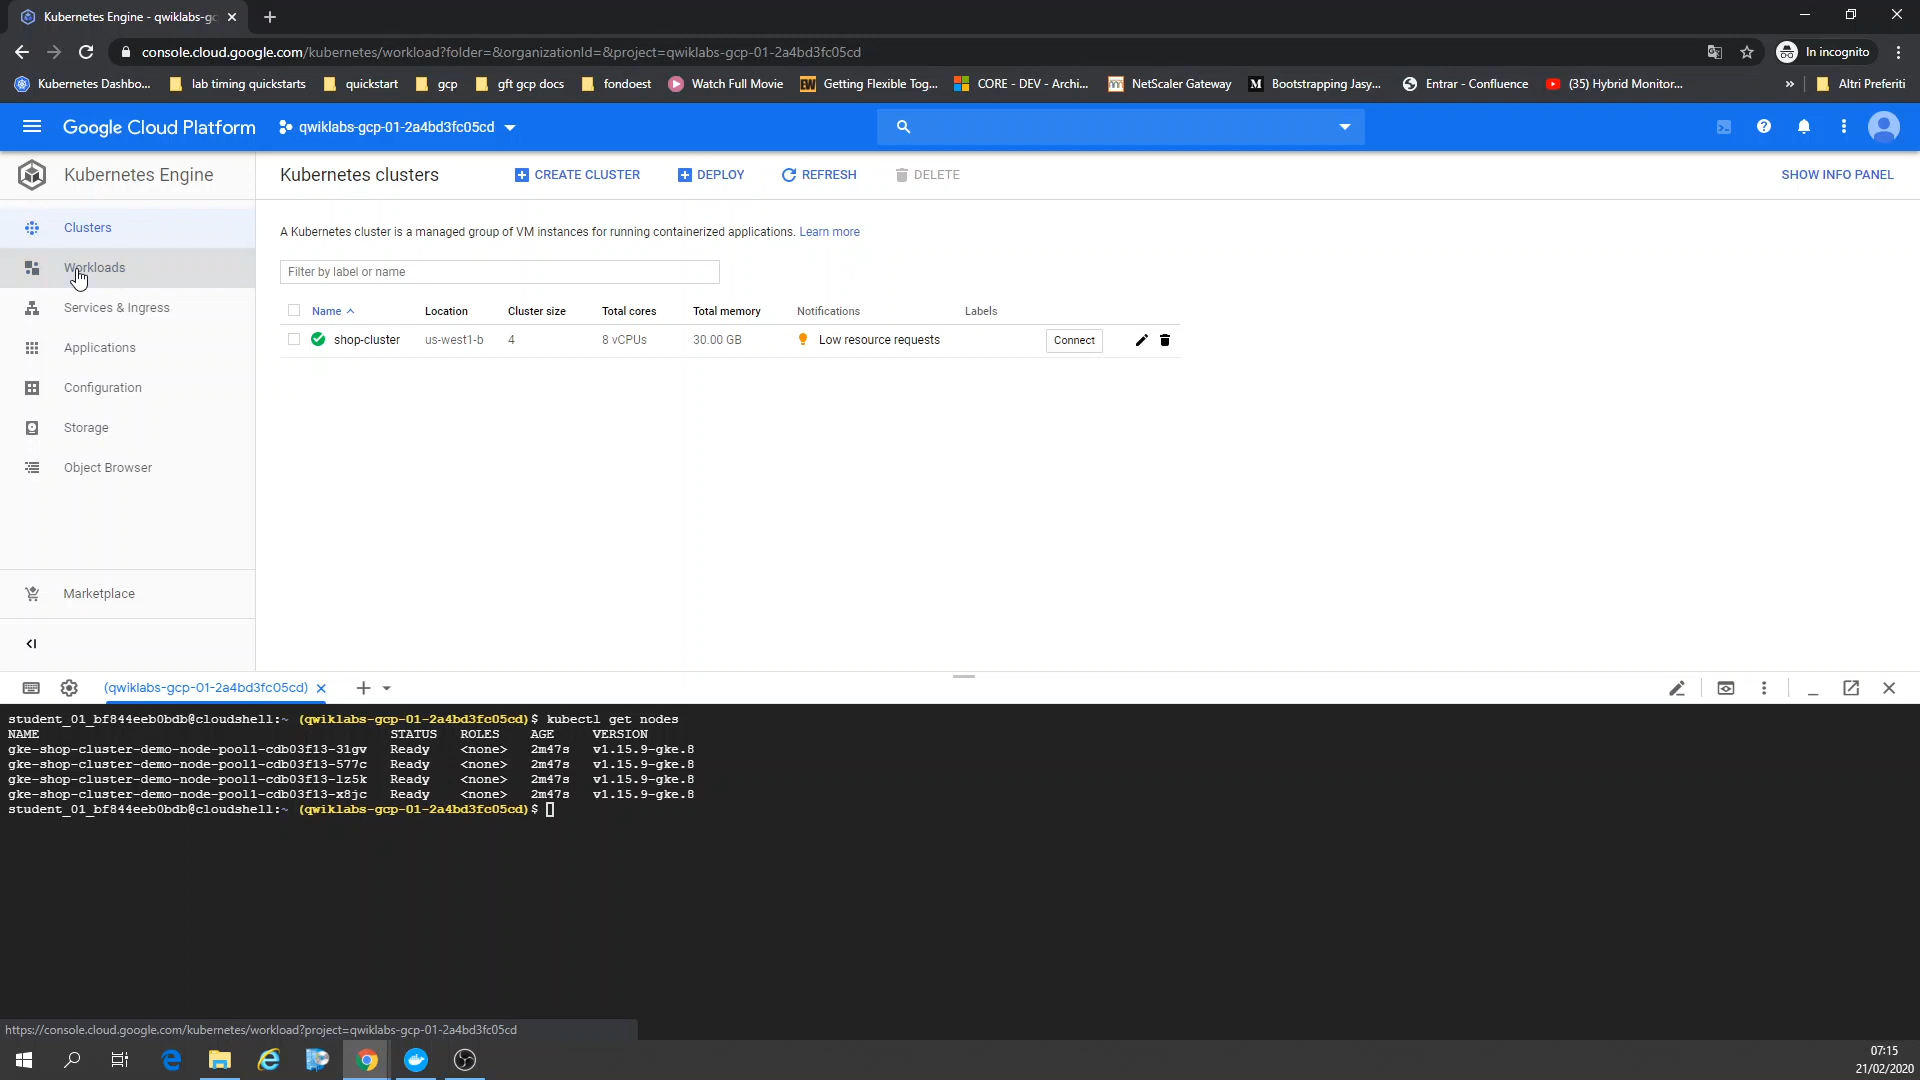 Kubernetes Engine - qwiklabs-gc
console.cloud.google.com/kubernetes/workload?folder=&organizationId=&project=qwiklabs-gcp-01-2a4bd3fc05cd
In incognito
Kubernetes Dashbo...
lab timing quickstarts
quickstart
gcp
gft gcp docs
fondoest
Watch Full Movie
Getting Flexible Tog...
CORE - DEV - Archi...
NetScaler Gateway
Bootstrapping Jasy...
Entrar - Confluence
(35) Hybrid Monitor...
»
Altri Preferiti
Google Cloud Platform
qwiklabs-gcp-01-2a4bd3fc05cd
Kubernetes Engine
Kubernetes clusters
CREATE CLUSTER
DEPLOY
REFRESH
DELETE
SHOW INFO PANEL
Clusters
Workloads
Services & Ingress
Applications
Configuration
Storage
Object Browser
Marketplace
A Kubernetes cluster is a managed group of VM instances for running containerized applications. Learn more
Filter by label or name
Name Location Cluster size Total cores Total memory Notifications Labels
shop-cluster us-west1-b 4 8 vCPUs 30.00 GB Low resource requests Connect
(qwiklabs-gcp-01-2a4bd3fc05cd)
student_01_bf844eeb0bdb@cloudshell:~ (qwiklabs-gcp-01-2a4bd3fc05cd)$ kubectl get nodes
NAME STATUS ROLES AGE VERSION
gke-shop-cluster-demo-node-pool1-cdb03f13-31gv Ready <none> 2m47s v1.15.9-gke.8
gke-shop-cluster-demo-node-pool1-cdb03f13-577c Ready <none> 2m47s v1.15.9-gke.8
gke-shop-cluster-demo-node-pool1-cdb03f13-lz5k Ready <none> 2m47s v1.15.9-gke.8
gke-shop-cluster-demo-node-pool1-cdb03f13-x8jc Ready <none> 2m47s v1.15.9-gke.8
student_01_bf844eeb0bdb@cloudshell:~ (qwiklabs-gcp-01-2a4bd3fc05cd)$
https://console.cloud.google.com/kubernetes/workload?project=qwiklabs-gcp-01-2a4bd3fc05cd
07:15
21/02/2020